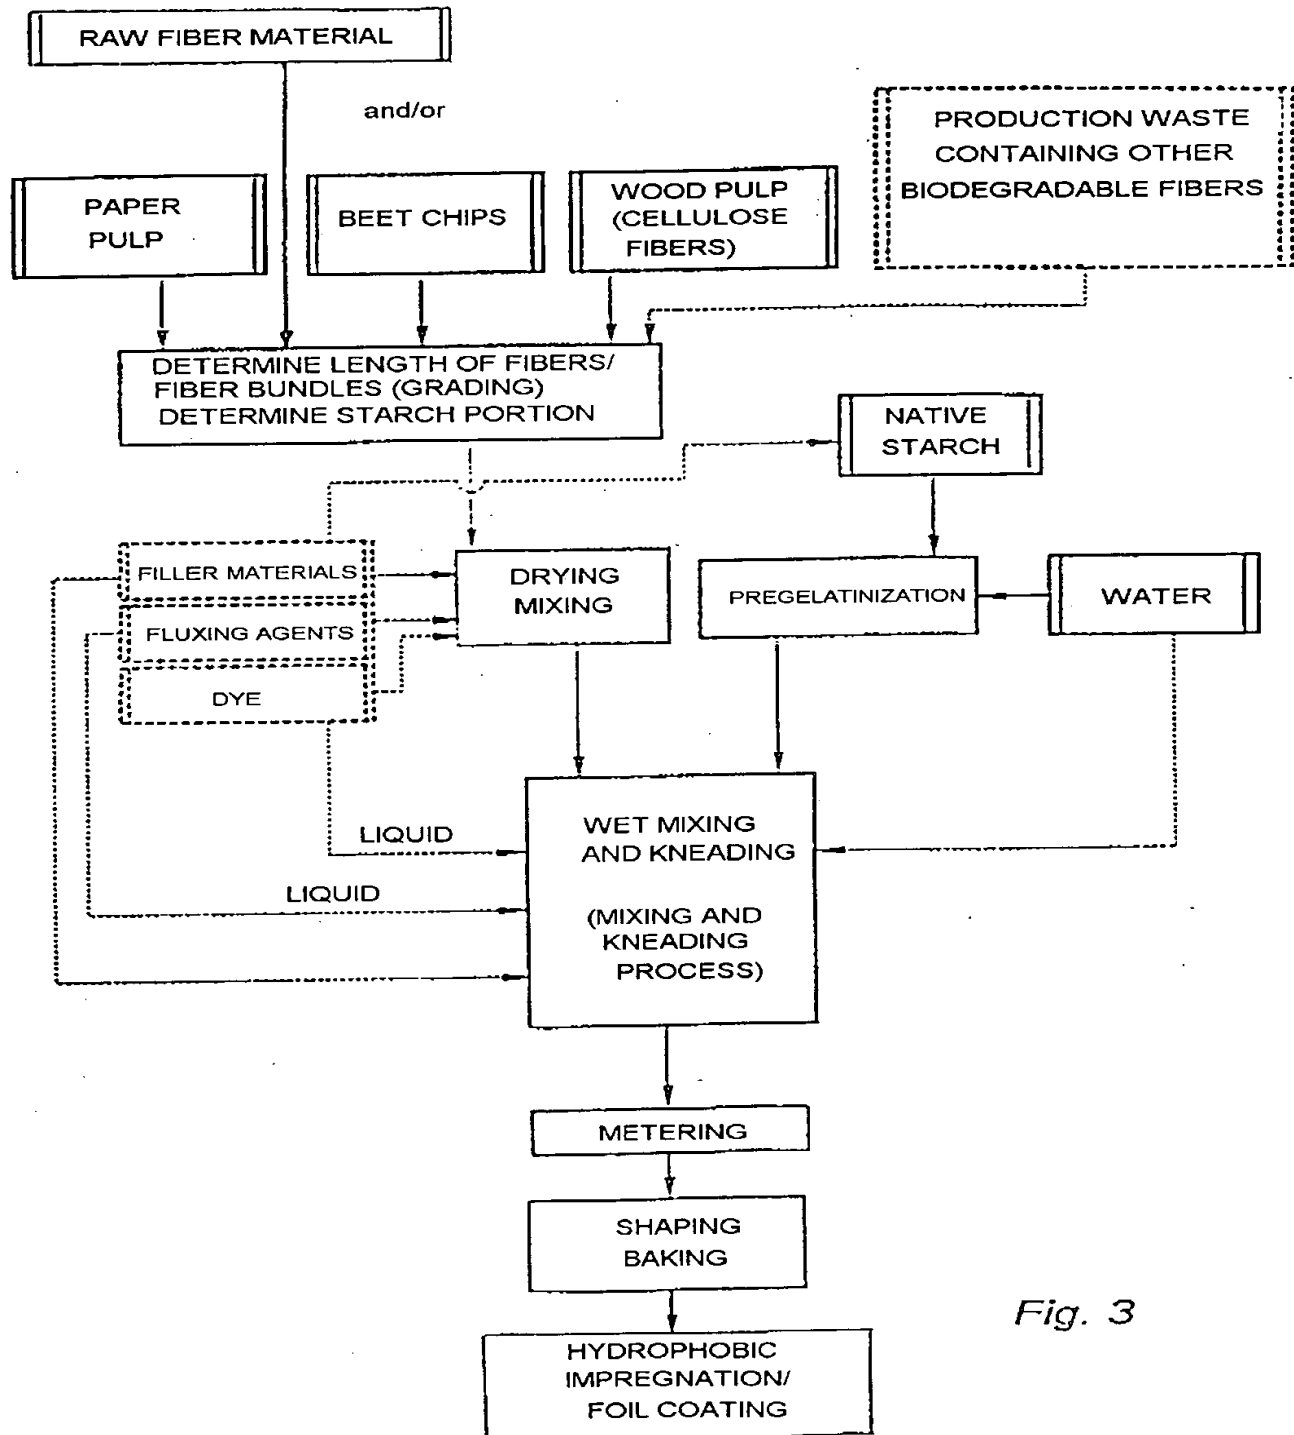 RAW FIBER MATERIAL
and/or
PAPER
PULP
BEET CHIPS
WOOD PULP
(CELLULOSE
FIBERS)
PRODUCTION WASTE
CONTAINING OTHER
BIODEGRADABLE FIBERS
DETERMINE LENGTH OF FIBERS/
FIBER BUNDLES (GRADING)
DETERMINE STARCH PORTION
NATIVE
STARCH
FILLER MATERIALS
FLUXING AGENTS
DYE
DRYING
MIXING
PREGELATINIZATION
WATER
LIQUID
LIQUID
WET MIXING
AND KNEADING
(MIXING AND
KNEADING
PROCESS)
METERING
SHAPING
BAKING
HYDROPHOBIC
IMPREGNATION/
FOIL COATING
Fig. 3